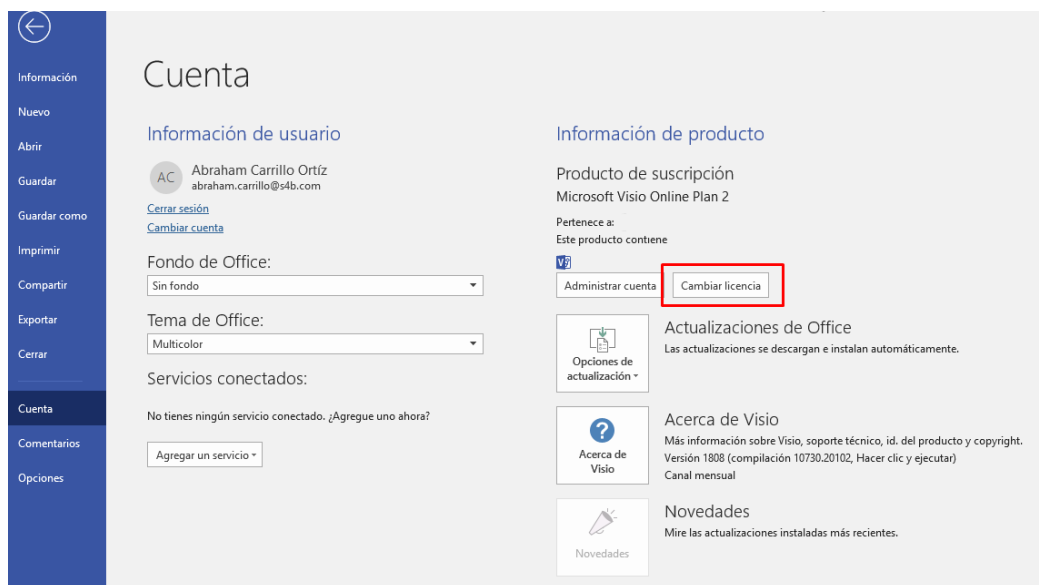 Información
Nuevo
Abrir
Guardar
Guardar como
Imprimir
Compartir
Exportar
Cerrar
Cuenta
Comentarios
Opciones
Cuenta
Información de usuario
AC
Abraham Carrillo Ortíz
abraham.carrillo@s4b.com
Cerrar sesión
Cambiar cuenta
Fondo de Office:
Sin fondo
Tema de Office:
Multicolor
Servicios conectados:
No tienes ningún servicio conectado. ¿Agregue uno ahora?
Agregar un servicio
Información de producto
Producto de suscripción
Microsoft Visio Online Plan 2
Pertenece a:
Este producto contiene
Administrar cuenta
Cambiar licencia
Opciones de
actualización
Actualizaciones de Office
Las actualizaciones se descargan e instalan automáticamente.
Acerca de
Visio
Acerca de Visio
Más información sobre Visio, soporte técnico, id. del producto y copyright.
Versión 1808 (compilación 10730.20102, Hacer clic y ejecutar)
Canal mensual
Novedades
Novedades
Mire las actualizaciones instaladas más recientes.